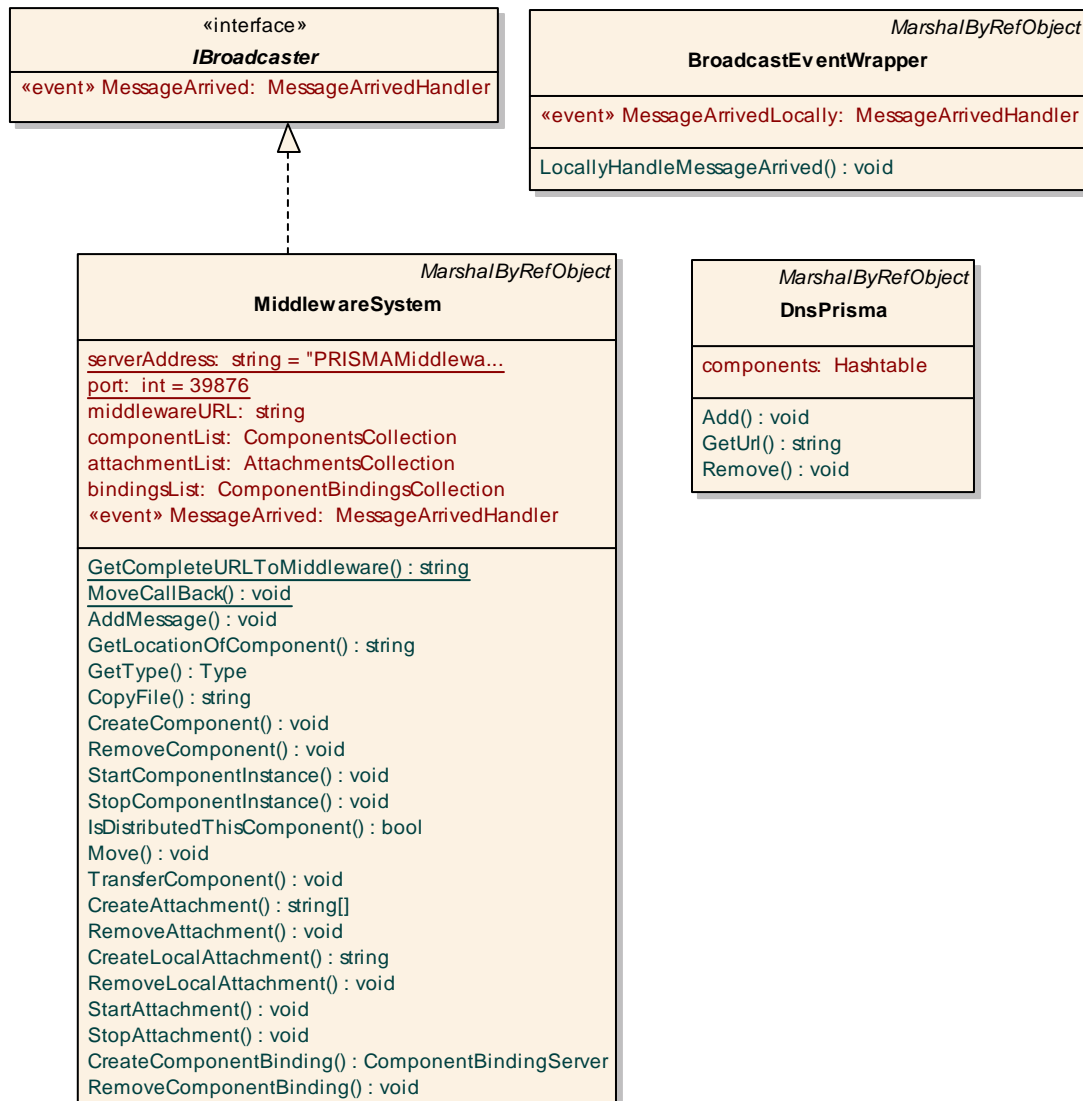 «interface»
IBroadcaster
«event» MessageArrived: MessageArrivedHandler
MarshalByRefObject
BroadcastEventWrapper
«event» MessageArrivedLocally: MessageArrivedHandler
LocallyHandleMessageArrived() : void
MarshalByRefObject
MiddlewareSystem
serverAddress: string = "PRISMAMiddlewa...
port: int = 39876
middlewareURL: string
componentList: ComponentsCollection
attachmentList: AttachmentsCollection
bindingsList: ComponentBindingsCollection
«event» MessageArrived: MessageArrivedHandler
GetCompleteURLToMiddleware() : string
MoveCallBack() : void
AddMessage() : void
GetLocationOfComponent() : string
GetType() : Type
CopyFile() : string
CreateComponent() : void
RemoveComponent() : void
StartComponentInstance() : void
StopComponentInstance() : void
IsDistributedThisComponent() : bool
Move() : void
TransferComponent() : void
CreateAttachment() : string[]
RemoveAttachment() : void
CreateLocalAttachment() : string
RemoveLocalAttachment() : void
StartAttachment() : void
StopAttachment() : void
CreateComponentBinding() : ComponentBindingServer
RemoveComponentBinding() : void
MarshalByRefObject
DnsPrisma
components: Hashtable
Add() : void
GetUrl() : string
Remove() : void